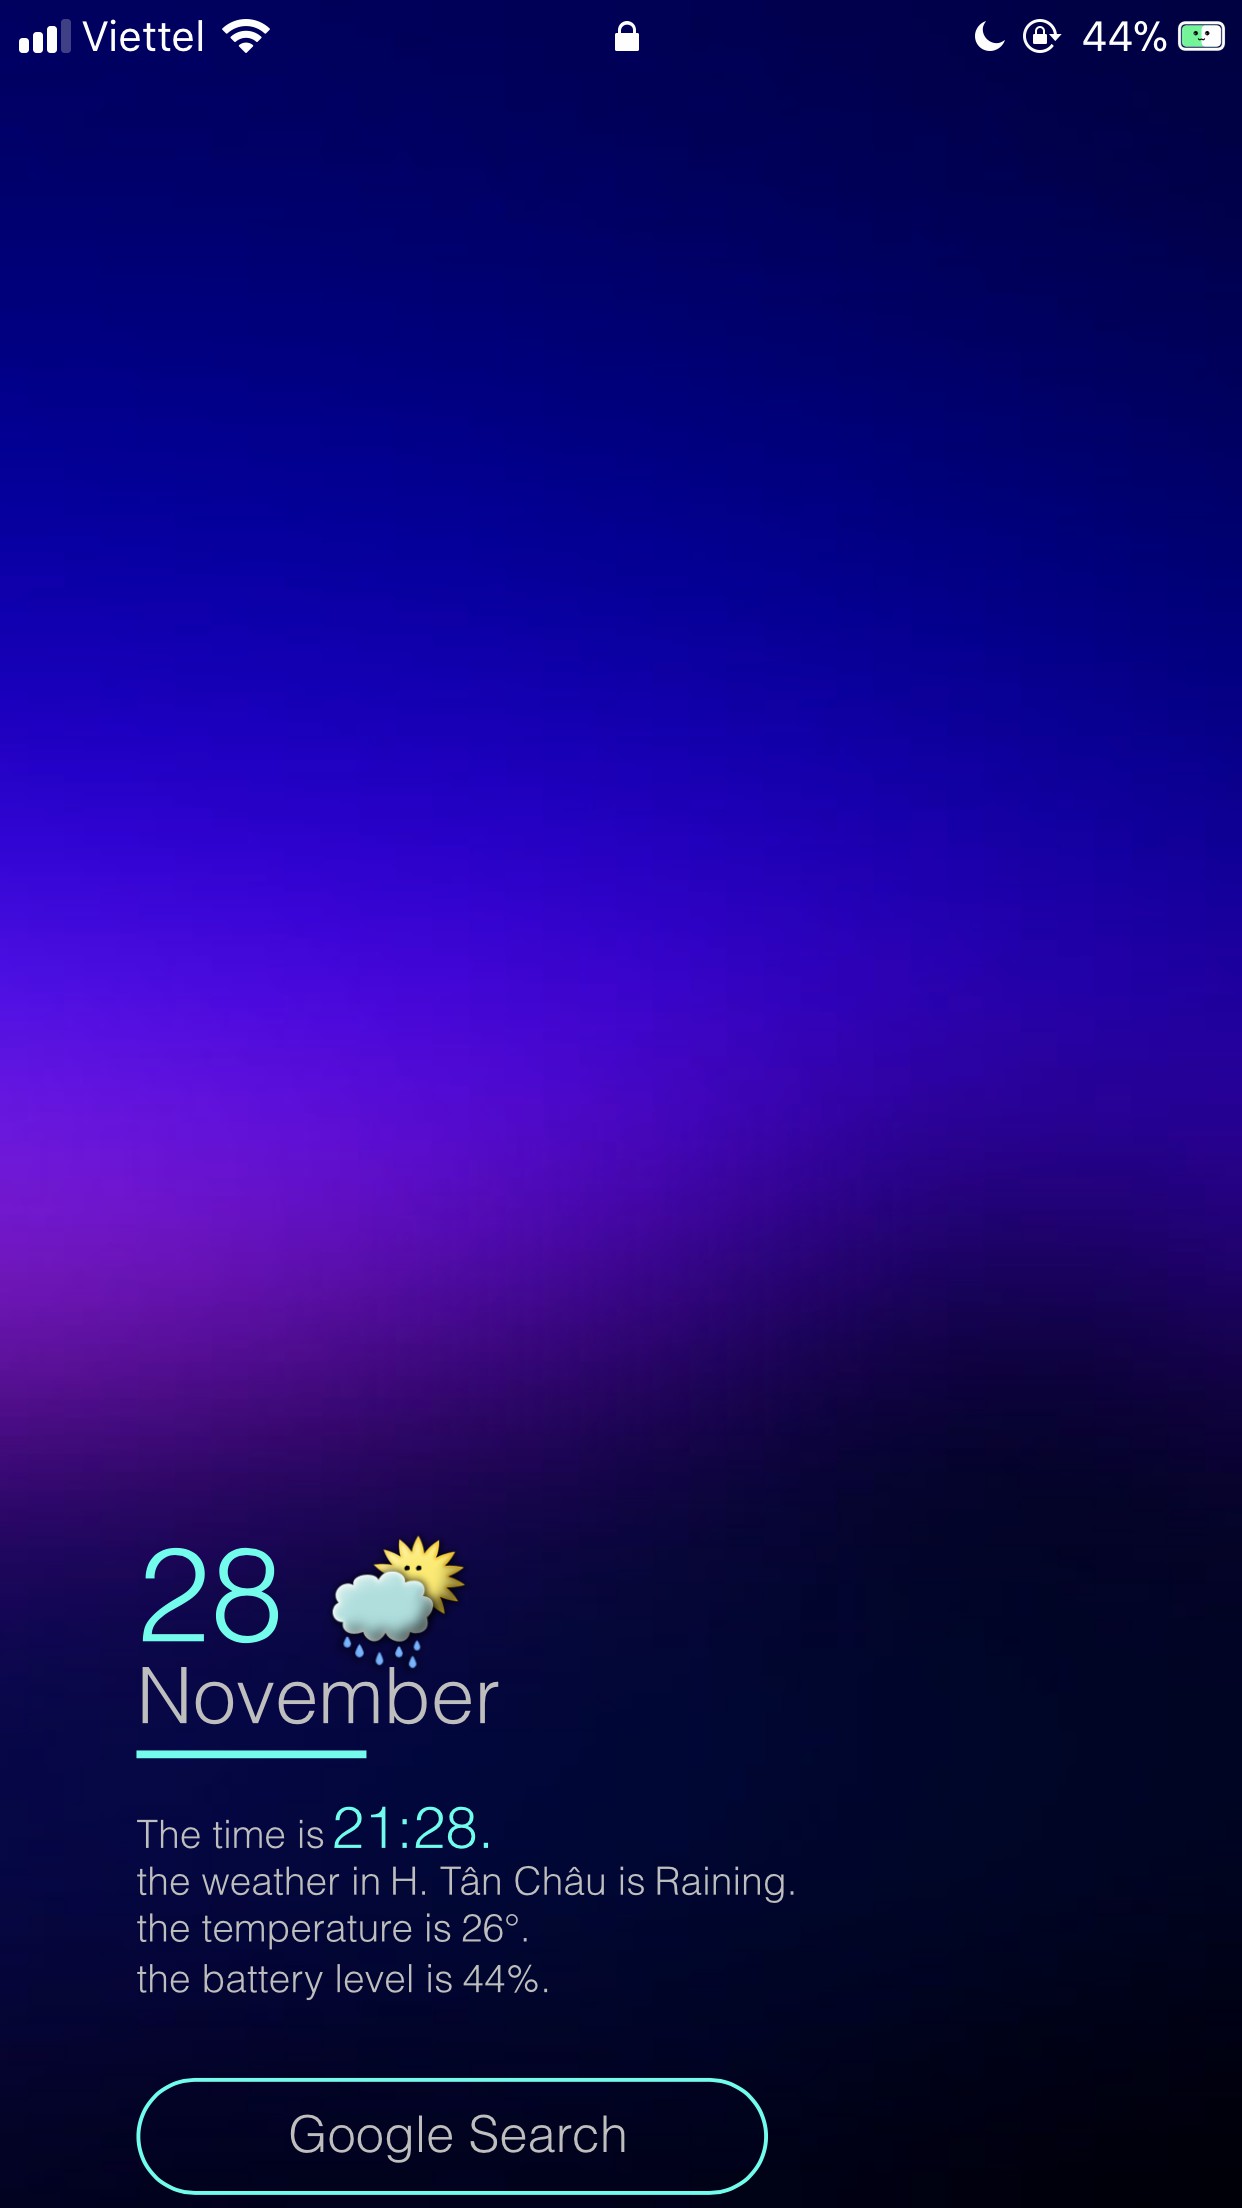 Viettel 44%
28
November
The time is 21:28.
the weather in H. Tân Châu is Raining.
the temperature is 26°.
the battery level is 44%.
Google Search